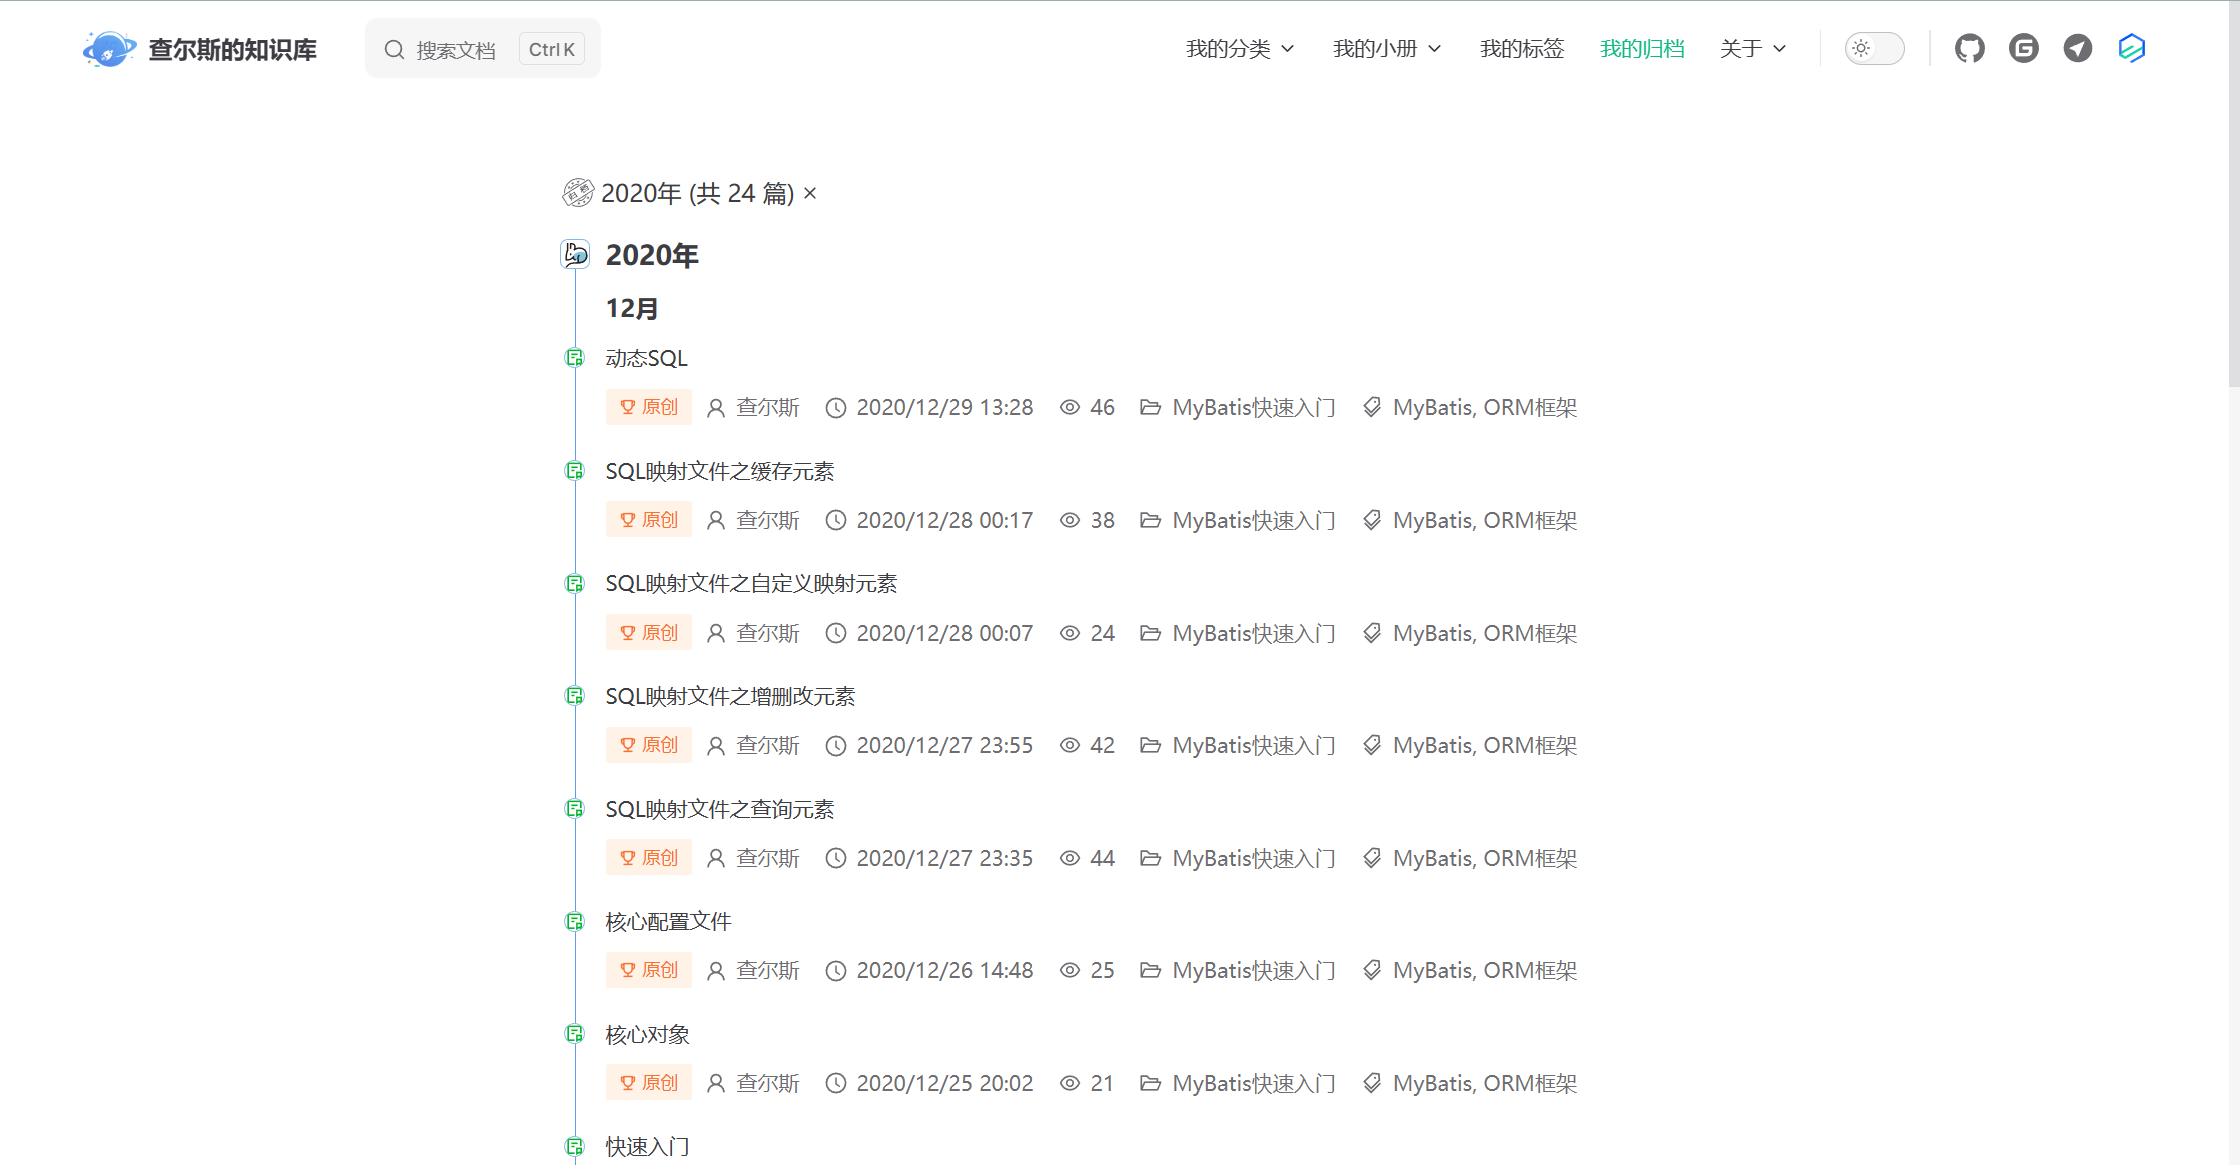 查尔斯的知识库 搜索文档 Ctrl K 我的分类 我的小册 我的标签 我的归档 关于
2020年 (共 24 篇) ×
2020年
12月
动态SQL
原创 查尔斯 2020/12/29 13:28 46 MyBatis快速入门 MyBatis, ORM框架
SQL映射文件之缓存元素
原创 查尔斯 2020/12/28 00:17 38 MyBatis快速入门 MyBatis, ORM框架
SQL映射文件之自定义映射元素
原创 查尔斯 2020/12/28 00:07 24 MyBatis快速入门 MyBatis, ORM框架
SQL映射文件之增删改元素
原创 查尔斯 2020/12/27 23:55 42 MyBatis快速入门 MyBatis, ORM框架
SQL映射文件之查询元素
原创 查尔斯 2020/12/27 23:35 44 MyBatis快速入门 MyBatis, ORM框架
核心配置文件
原创 查尔斯 2020/12/26 14:48 25 MyBatis快速入门 MyBatis, ORM框架
核心对象
原创 查尔斯 2020/12/25 20:02 21 MyBatis快速入门 MyBatis, ORM框架
快速入门